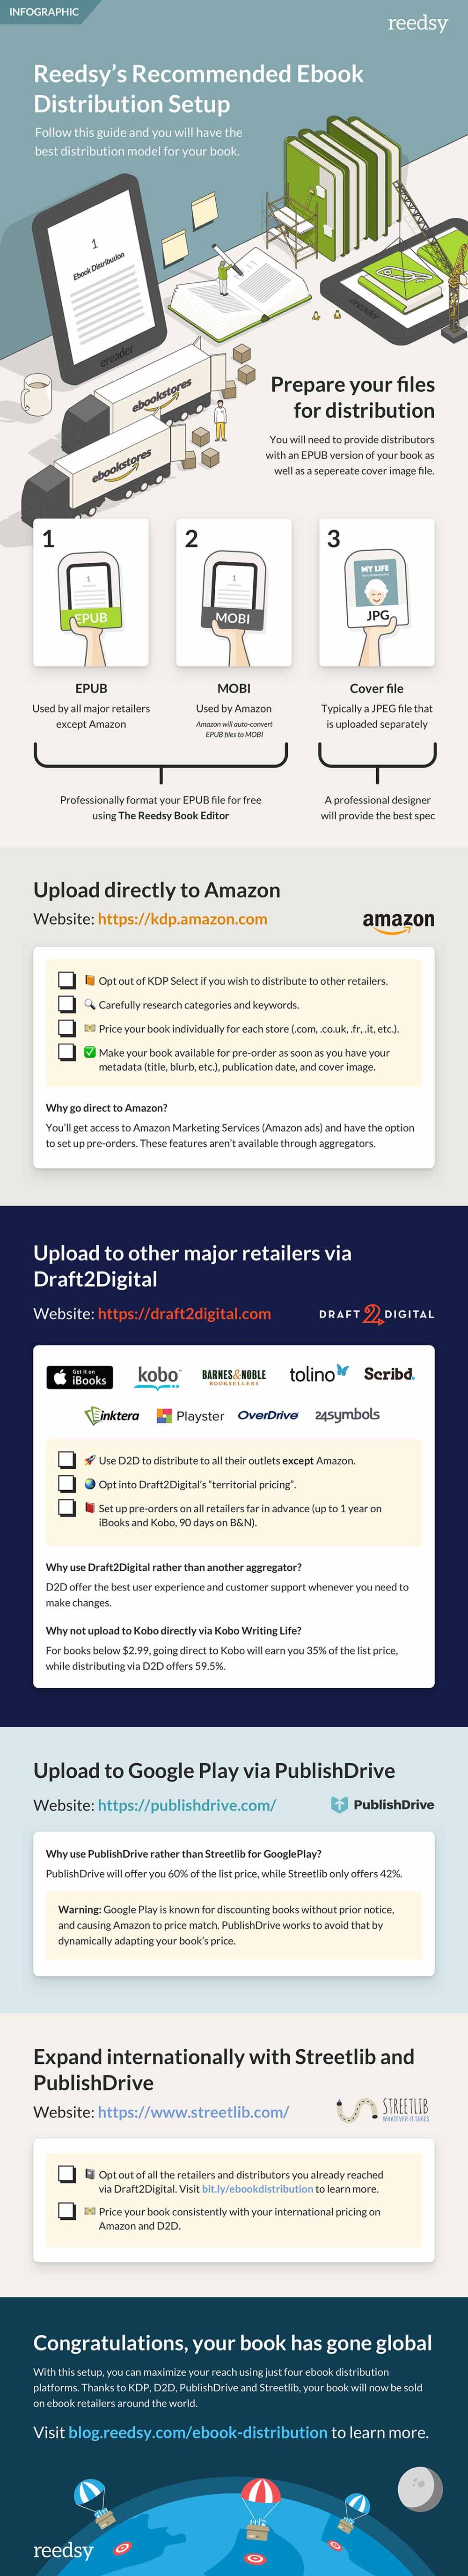 INFOGRAPHIC
reedsy
Reedsy's Recommended Ebook
Distribution Setup
Follow this guide and you will have the
best distribution model for your book.
1
Ebook Distribution
ereader
ereader
ebookstores
ebookstores
Prepare your files
for distribution
You will need to provide distributors
with an EPUB version of your book as
well as a sepereate cover image file.
1
1
EPUB
2
1
MOBI
3
MY LIFE
JPG
EPUB
Used by all major retailers
except Amazon
MOBI
Used by Amazon
Amazon will auto-convert
EPUB files to MOBI
Cover file
Typically a JPEG file that
is uploaded separately
Professionally format your EPUB file for free
using The Reedsy Book Editor
A professional designer
will provide the best spec
Upload directly to Amazon
Website: https://kdp.amazon.com
amazon
Opt out of KDP Select if you wish to distribute to other retailers.
Carefully research categories and keywords.
Price your book individually for each store (.com, .co.uk, .fr, .it, etc.).
Make your book available for pre-order as soon as you have your
metadata (title, blurb, etc.), publication date, and cover image.
Why go direct to Amazon?
You'll get access to Amazon Marketing Services (Amazon ads) and have the option
to set up pre-orders. These features aren't available through aggregators.
Upload to other major retailers via
Draft2Digital
Website: https://draft2digital.com
DRAFT 2 DIGITAL
Get it on
iBooks
kobo
BARNES&NOBLE
BOOKSELLERS
tolino
Scribd.
inktera
Playster
OverDrive
24symbols
Use D2D to distribute to all their outlets except Amazon.
Opt into Draft2Digital's "territorial pricing".
Set up pre-orders on all retailers far in advance (up to 1 year on
iBooks and Kobo, 90 days on B&N).
Why use Draft2Digital rather than another aggregator?
D2D offer the best user experience and customer support whenever you need to
make changes.
Why not upload to Kobo directly via Kobo Writing Life?
For books below $2.99, going direct to Kobo will earn you 35% of the list price,
while distributing via D2D offers 59.5%.
Upload to Google Play via PublishDrive
Website: https://publishdrive.com/
PublishDrive
Why use PublishDrive rather than Streetlib for GooglePlay?
PublishDrive will offer you 60% of the list price, while Streetlib only offers 42%.
Warning: Google Play is known for discounting books without prior notice,
and causing Amazon to price match. PublishDrive works to avoid that by
dynamically adapting your book's price.
Expand internationally with Streetlib and
PublishDrive
Website: https://www.streetlib.com/
STREETLIB
WHATEVER IT TAKES
Opt out of all the retailers and distributors you already reached
via Draft2Digital. Visit bit.ly/ebookdistribution to learn more.
Price your book consistently with your international pricing on
Amazon and D2D.
Congratulations, your book has gone global
With this setup, you can maximize your reach using just four ebook distribution
platforms. Thanks to KDP, D2D, PublishDrive and Streetlib, your book will now be sold
on ebook retailers around the world.
Visit blog.reedsy.com/ebook-distribution to learn more.
reedsy